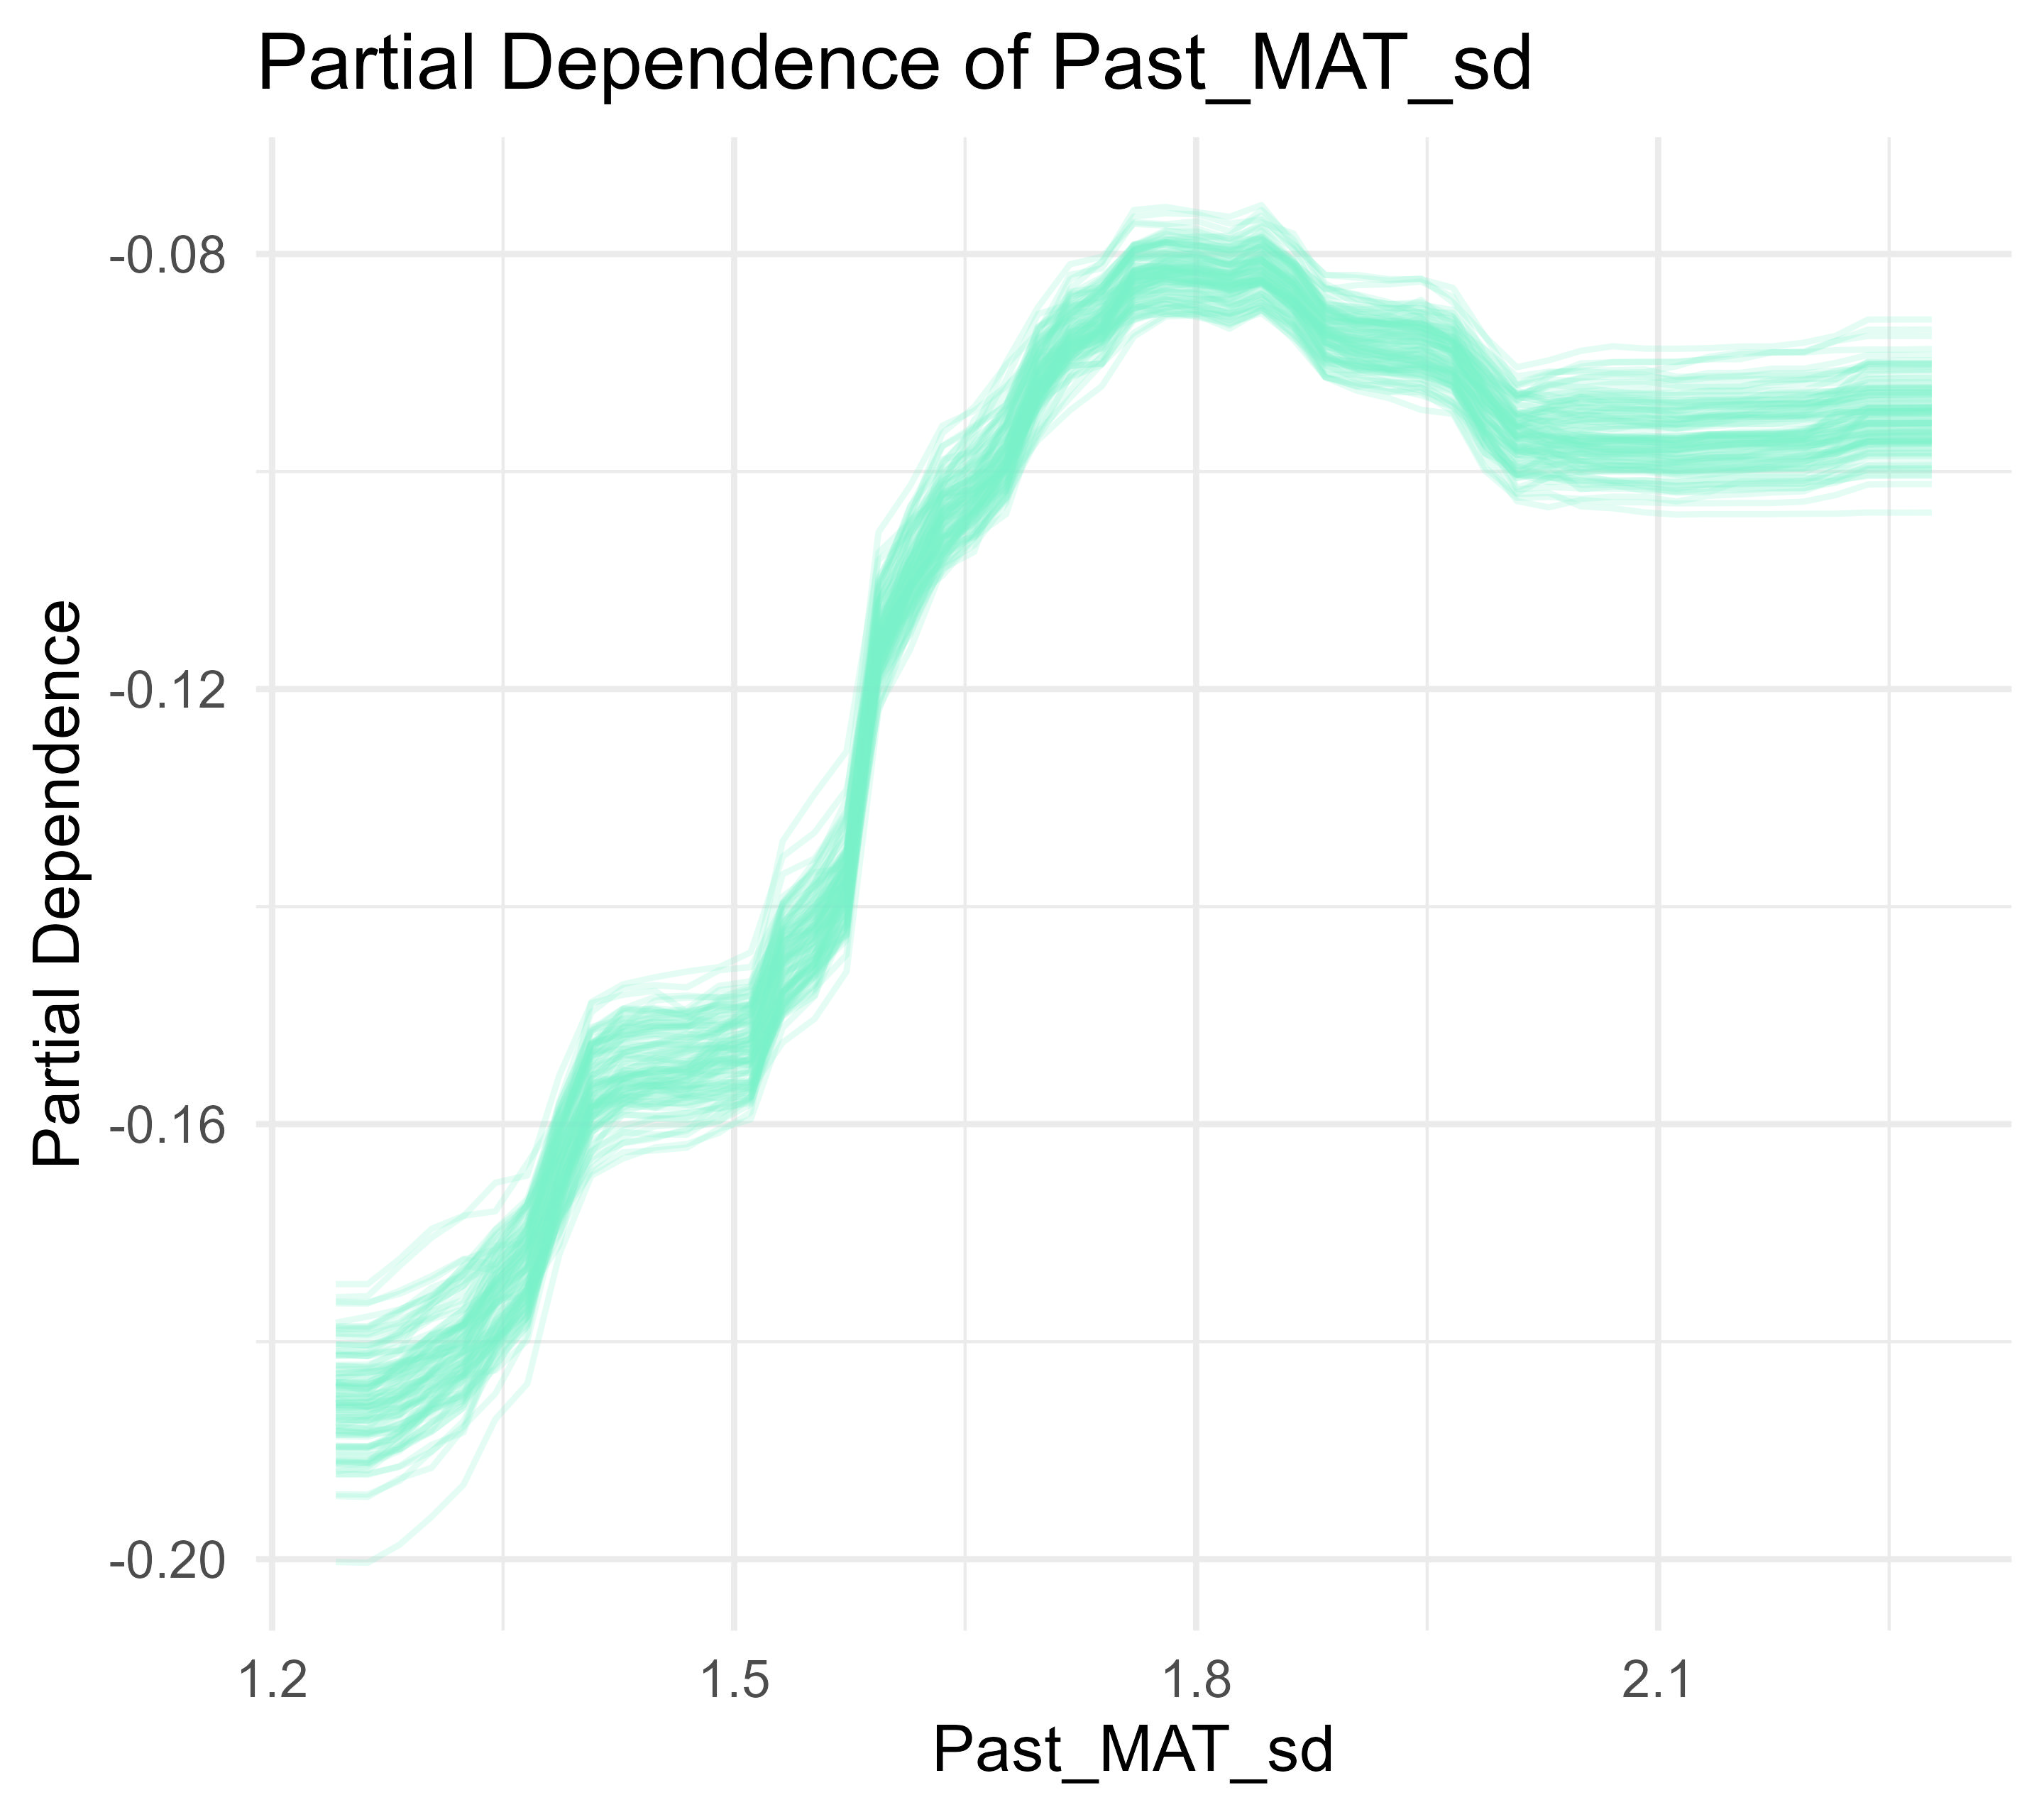 Partial Dependence of Past_MAT_sd
Partial Dependence
-0.08
-0.12
-0.16
-0.20
1.2
1.5
1.8
2.1
Past_MAT_sd